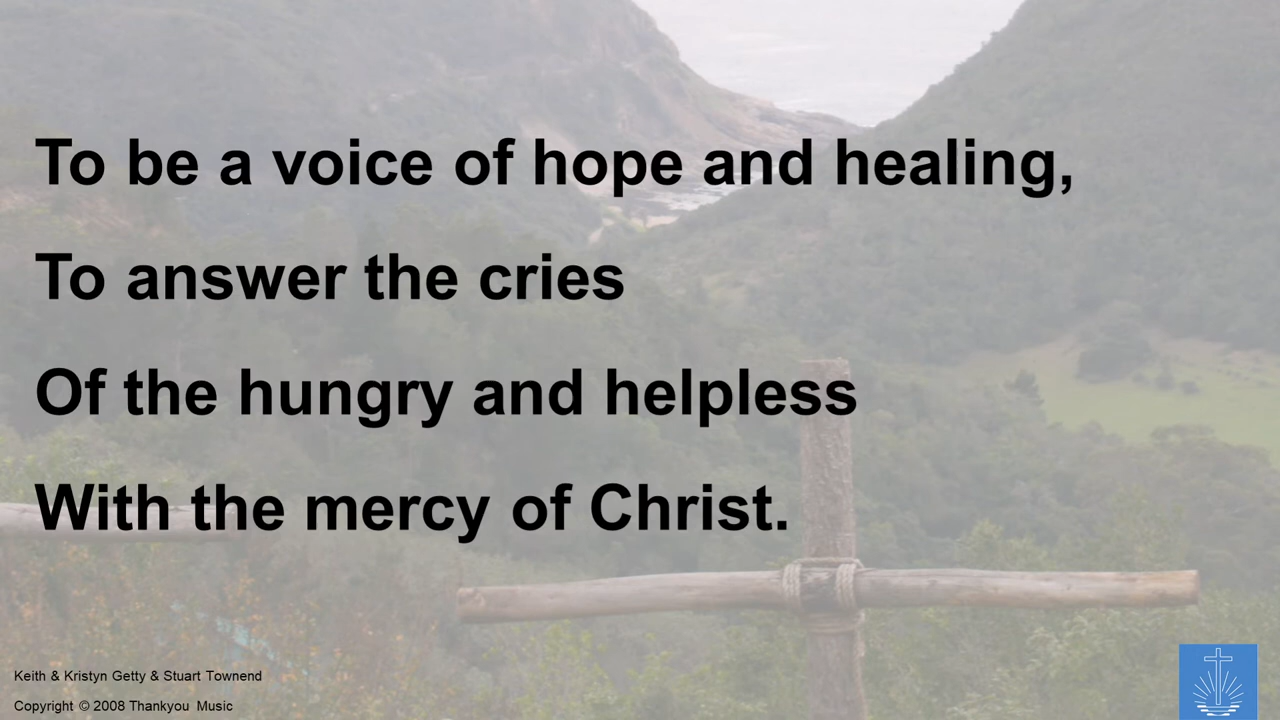 To be a voice of hope and healing,
To answer the cries
Of the hungry and helpless
With the mercy of Christ.
Keith & Kristyn Getty & Stuart Townend
Copyright © 2008 Thankyou Music